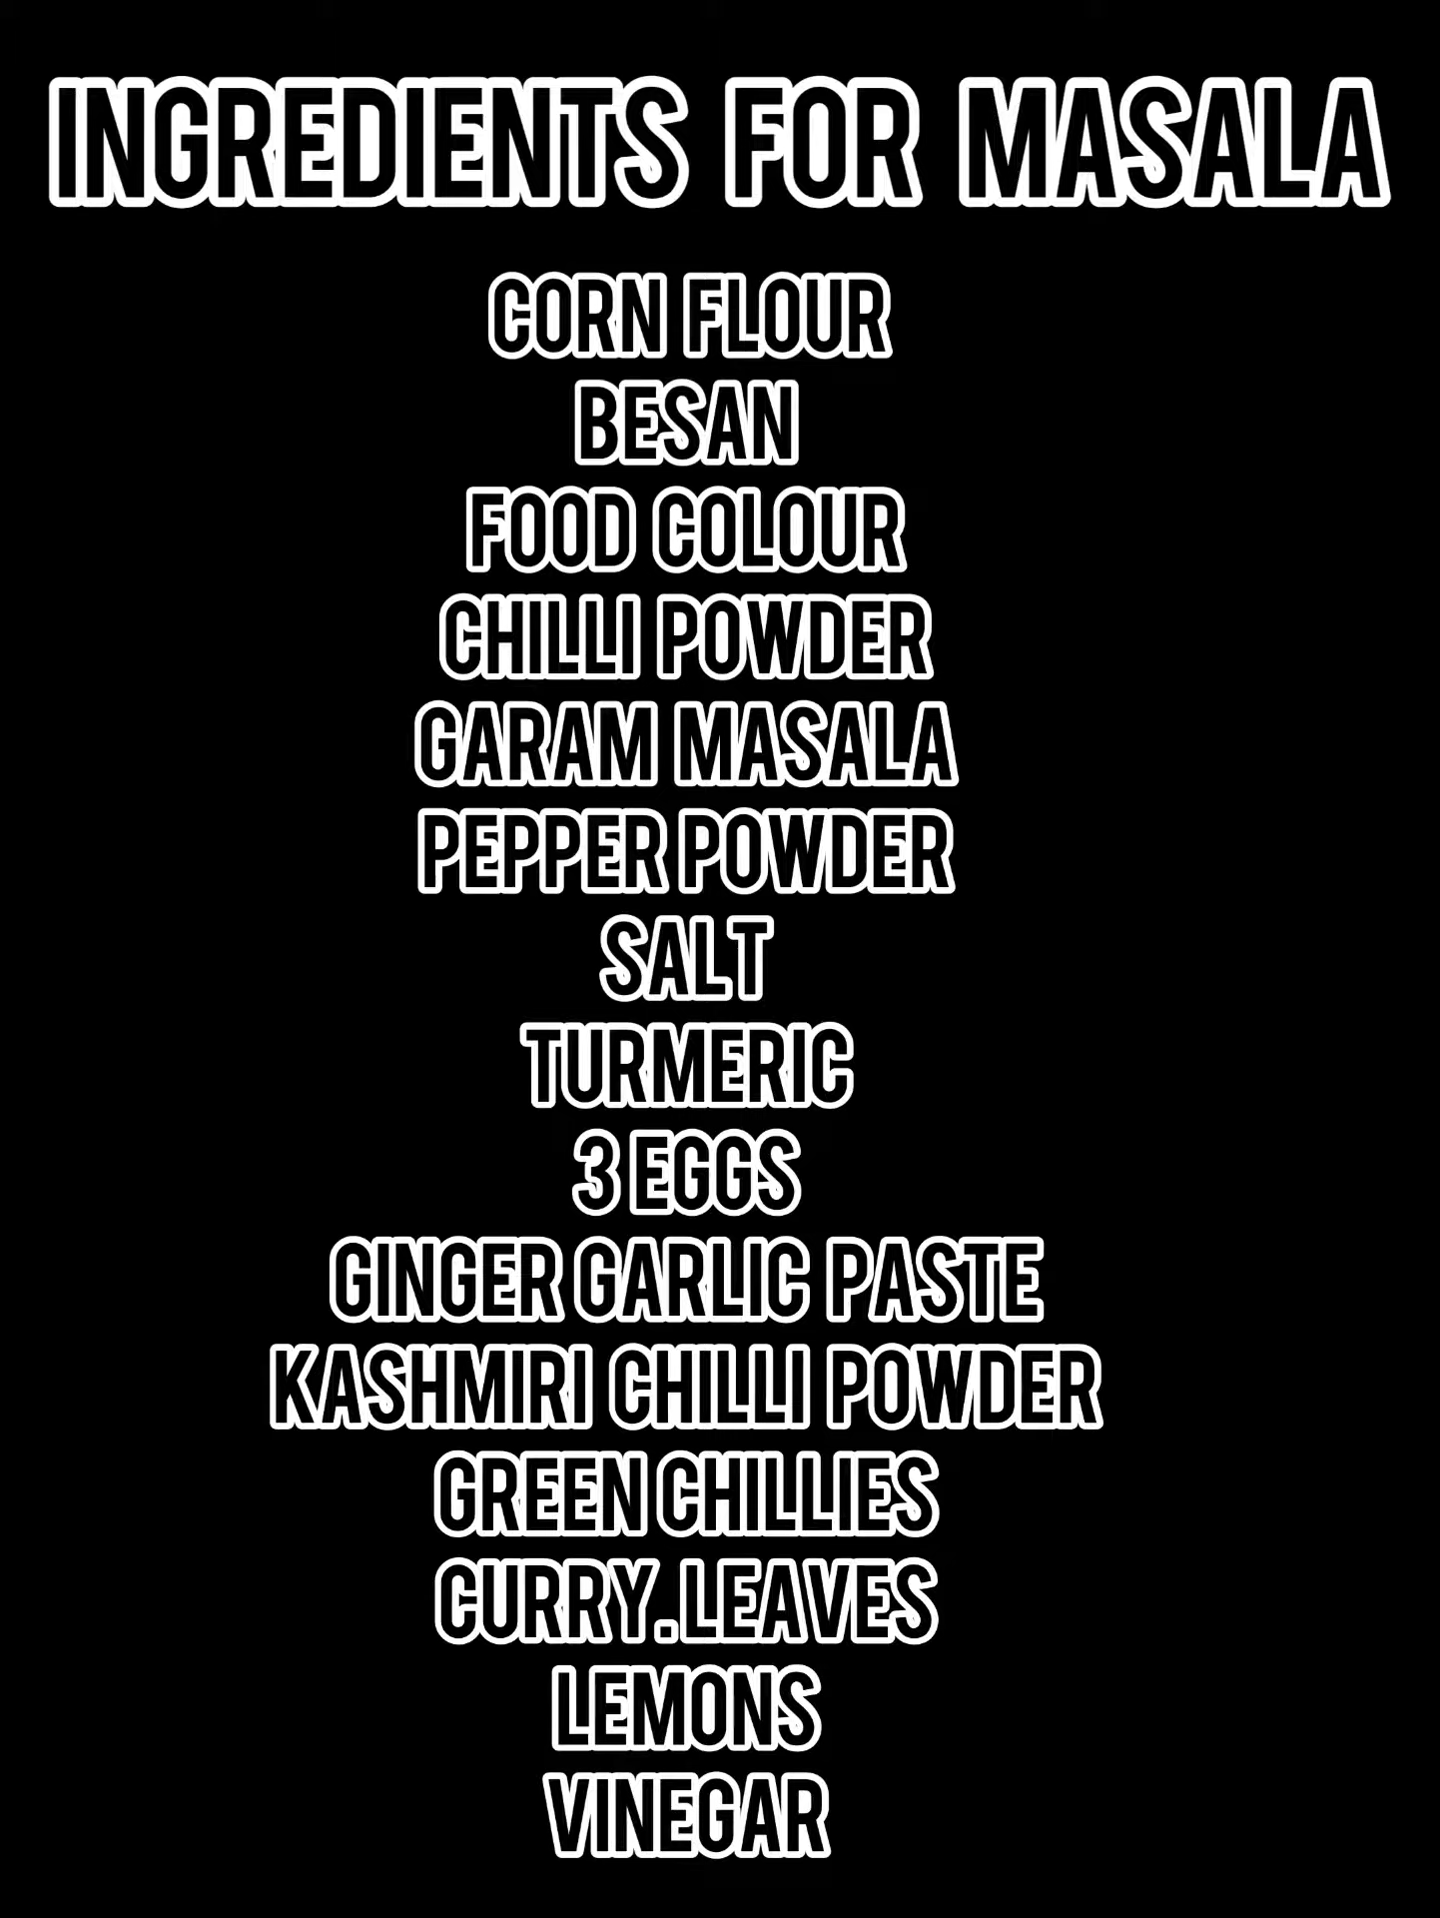 INGREDIENTS FOR MASALA
CORN FLOUR
BESAN
FOOD COLOUR
CHILLI POWDER
GARAM MASALA
PEPPER POWDER
SALT
TURMERIC
3 EGGS
GINGER GARLIC PASTE
KASHMIRI CHILLI POWDER
GREEN CHILLIES
CURRY.LEAVES
LEMONS
VINEGAR